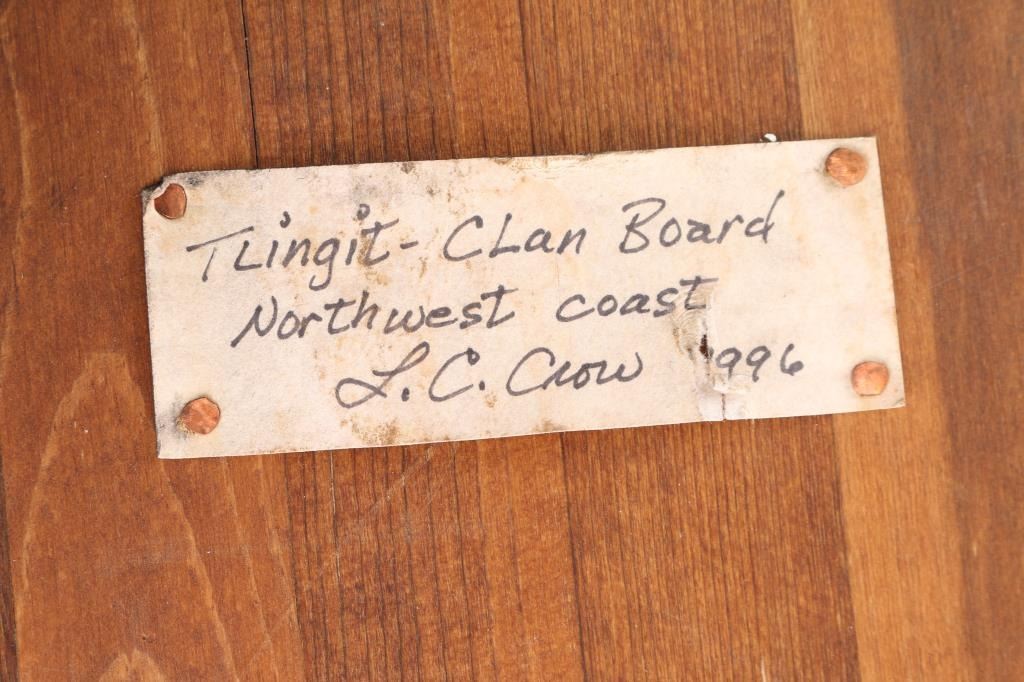 TLingit - CLan Board
Northwest coast
L. C. Crow 1996